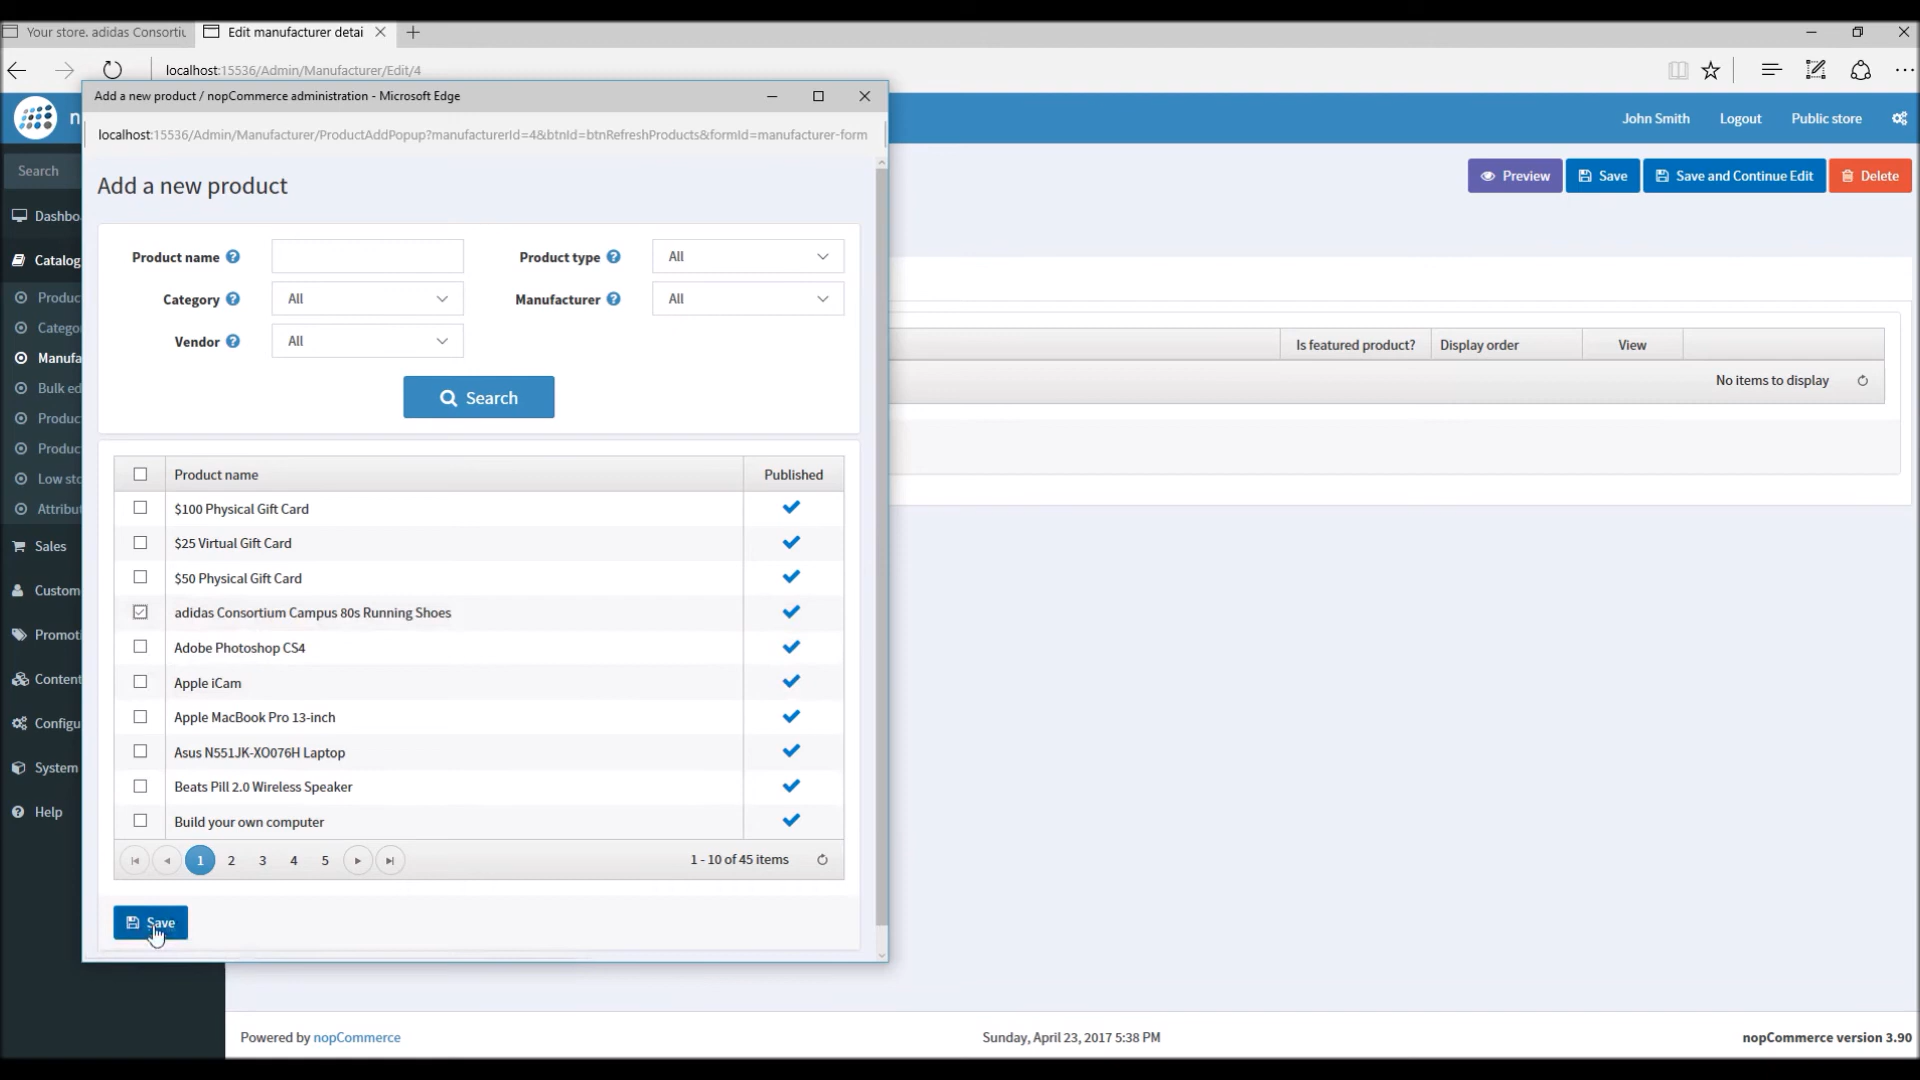 Your store. adidas Consortiu
Edit manufacturer detai
localhost:15536/Admin/Manufacturer/Edit/4
Add a new product / nopCommerce administration - Microsoft Edge
localhost:15536/Admin/Manufacturer/ProductAddPopup?manufacturerId=4&btnId=btnRefreshProducts&formId=manufacturer-form
n
John Smith Logout Public store
Search
Preview Save Save and Continue Edit Delete
Add a new product
Product name ? Product type ? All
Category ? All Manufacturer ? All
Vendor ? All
Search
Dashbo
Catalog
Produc
Catego
Manufa
Bulk ed
Produc
Produc
Low sto
Attribut
Sales
Custom
Promoti
Content
Configu
System
Help
Is featured product? Display order View
No items to display
Product name Published
$100 Physical Gift Card
$25 Virtual Gift Card
$50 Physical Gift Card
adidas Consortium Campus 80s Running Shoes
Adobe Photoshop CS4
Apple iCam
Apple MacBook Pro 13-inch
Asus N551JK-XO076H Laptop
Beats Pill 2.0 Wireless Speaker
Build your own computer
1 2 3 4 5 1 - 10 of 45 items
Save
Powered by nopCommerce Sunday, April 23, 2017 5:38 PM nopCommerce version 3.90